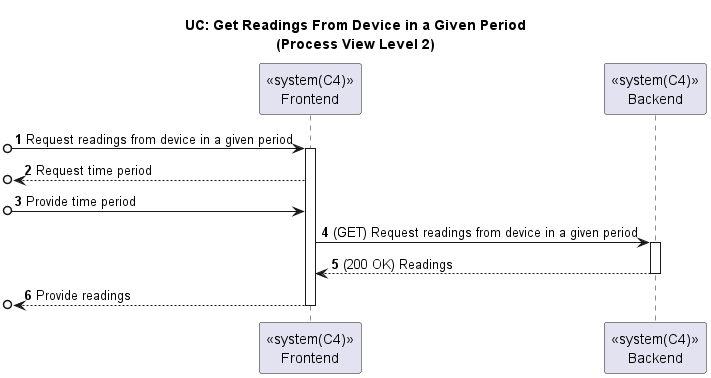 UC: Get Readings From Device in a Given Period
(Process View Level 2)
«system(C4)»
Frontend
«system(C4)»
Backend
1 Request readings from device in a given period
2 Request time period
3 Provide time period
4 (GET) Request readings from device in a given period
5 (200 OK) Readings
6 Provide readings
«system(C4)»
Frontend
«system(C4)»
Backend